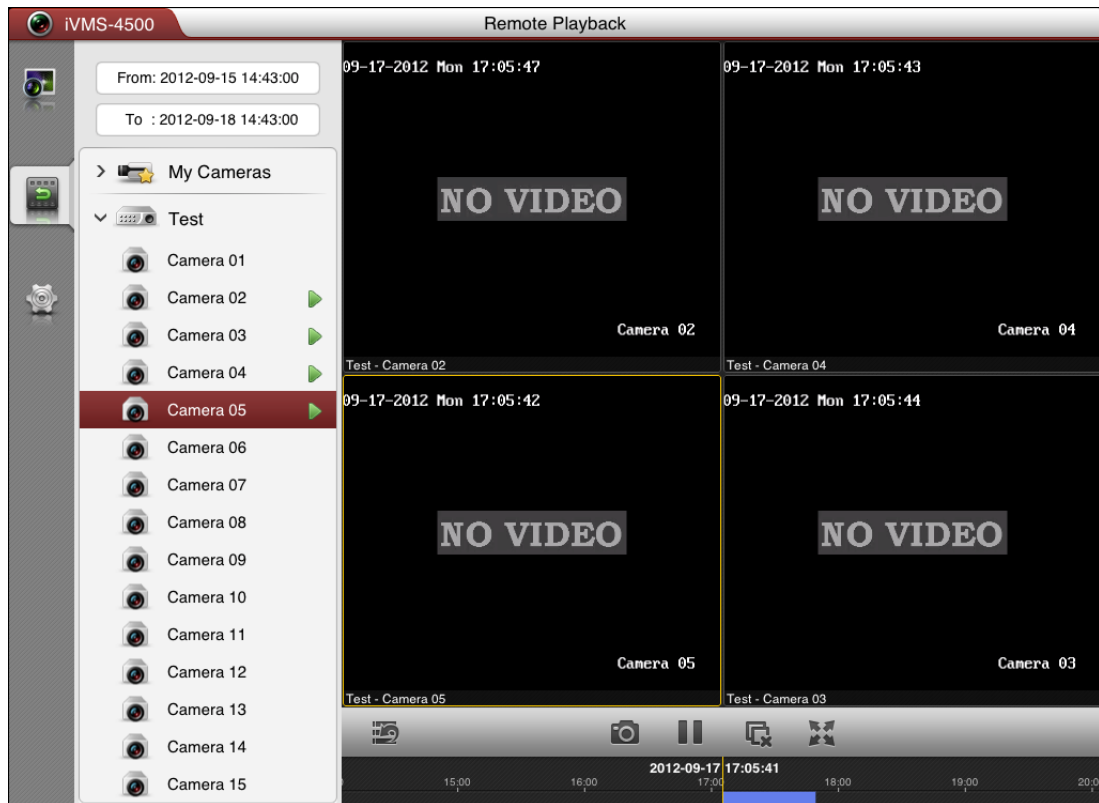 iVMS-4500
Remote Playback
From: 2012-09-15 14:43:00
To : 2012-09-18 14:43:00
My Cameras
Test
Camera 01
Camera 02
Camera 03
Camera 04
Camera 05
Camera 06
Camera 07
Camera 08
Camera 09
Camera 10
Camera 11
Camera 12
Camera 13
Camera 14
Camera 15
09-17-2012 Mon 17:05:47
NO VIDEO
Camera 02
Test - Camera 02
09-17-2012 Mon 17:05:43
NO VIDEO
Camera 04
Test - Camera 04
09-17-2012 Mon 17:05:42
NO VIDEO
Camera 05
Test - Camera 05
09-17-2012 Mon 17:05:44
NO VIDEO
Camera 03
Test - Camera 03
2012-09-17 17:05:41
15:00 16:00 17:00 18:00 19:00 20:0